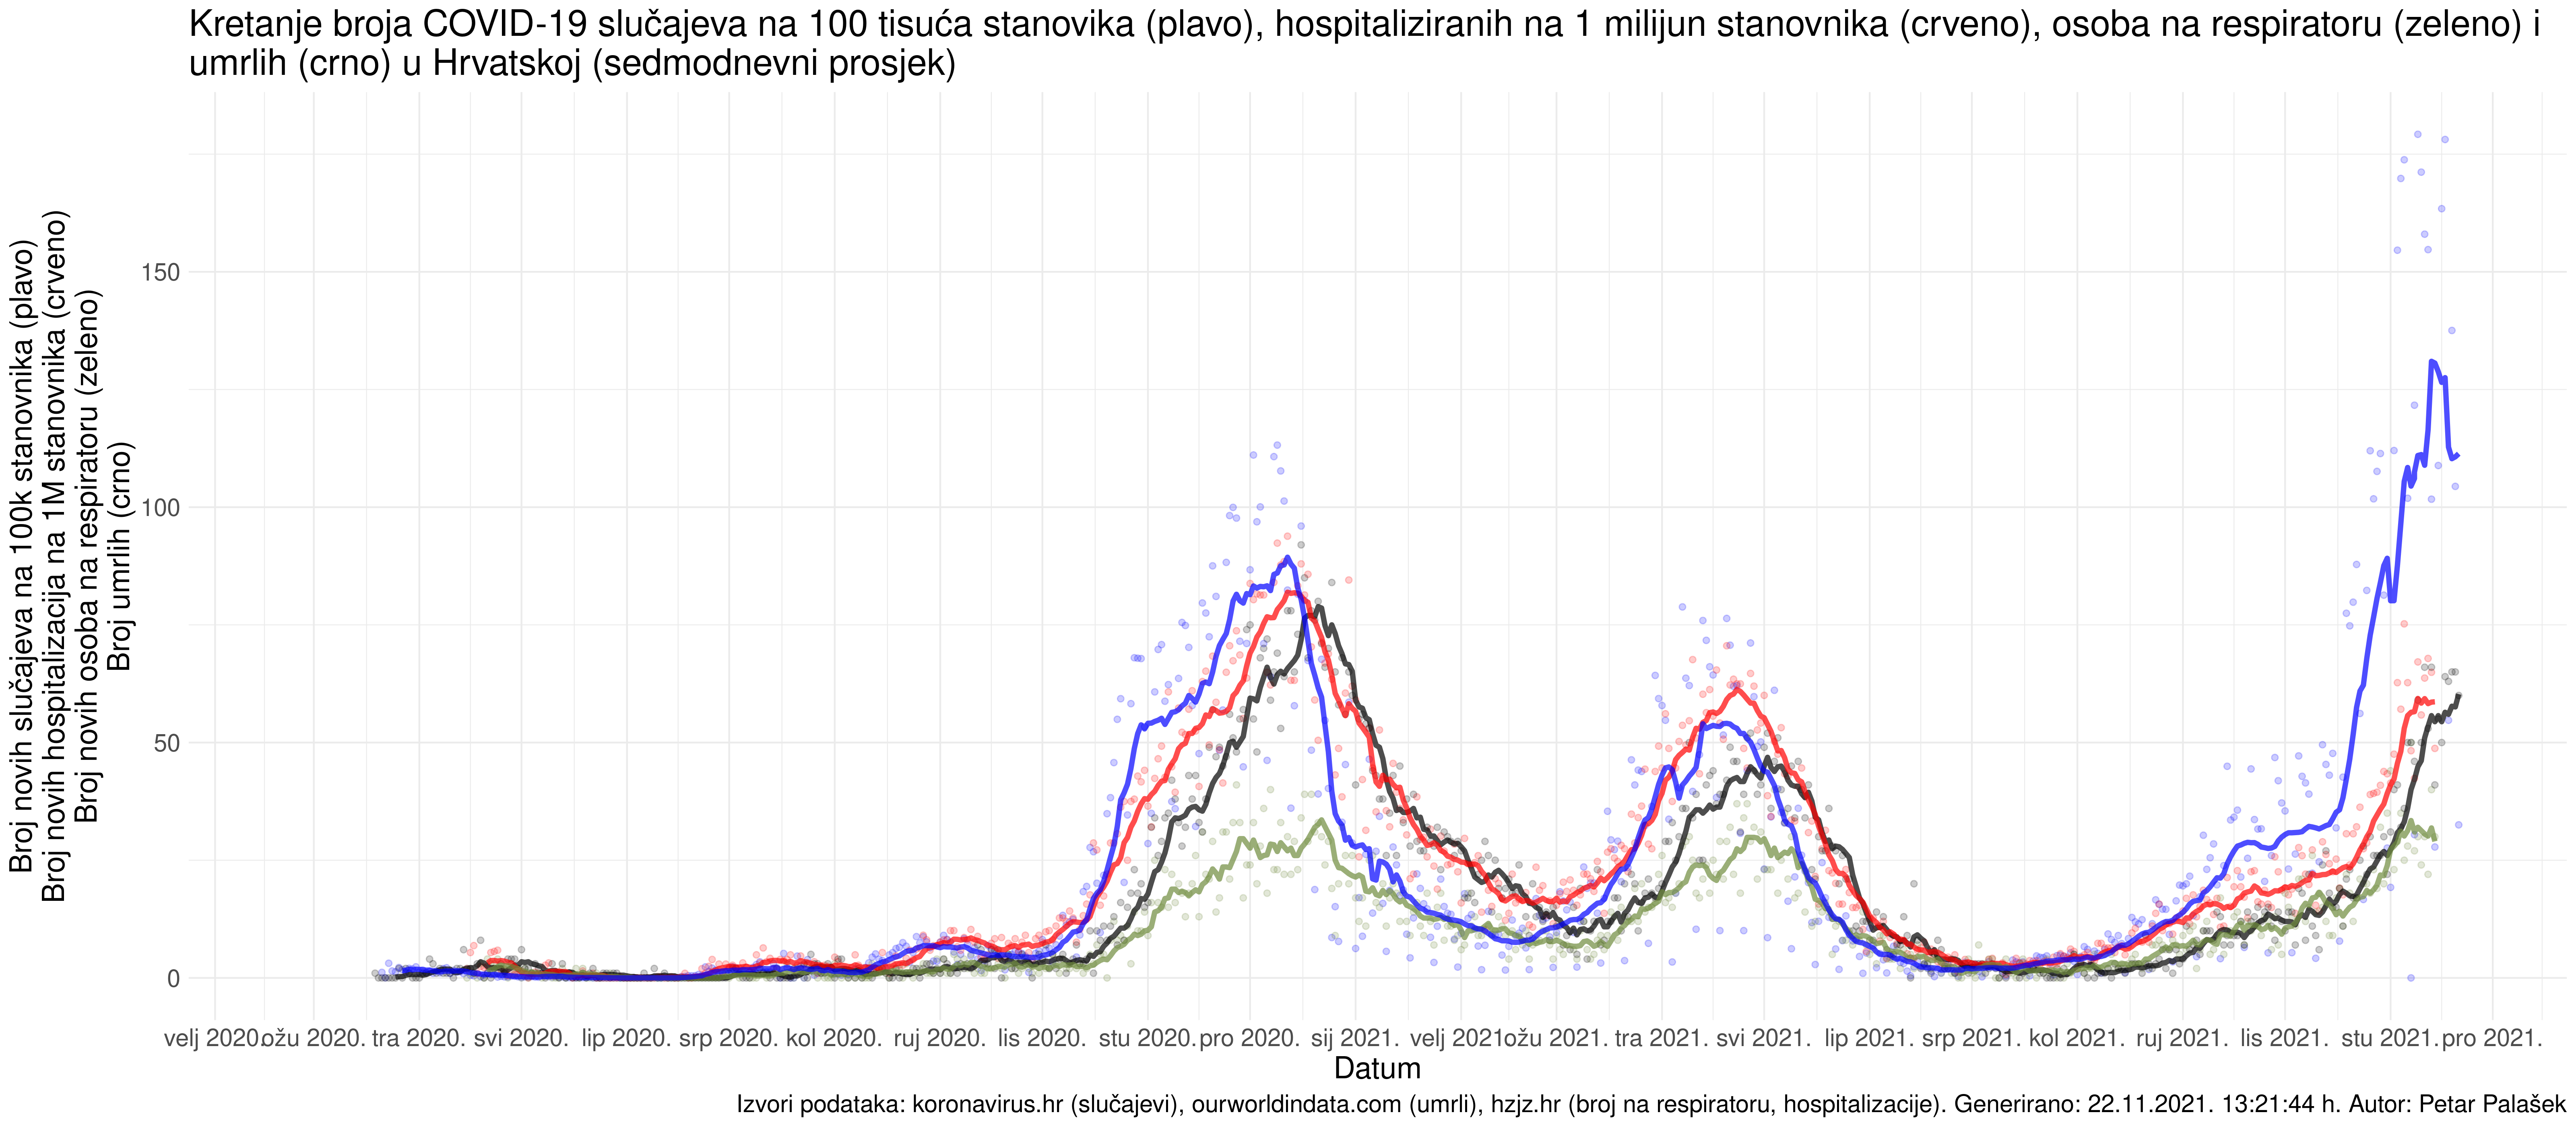 Kretanje broja COVID-19 slučajeva na 100 tisuća stanovika (plavo), hospitaliziranih na 1 milijun stanovnika (crveno), osoba na respiratoru (zeleno) i
umrlih (crno) u Hrvatskoj (sedmodnevni prosjek)
Broj novih slučajeva na 100k stanovnika (plavo)
Broj novih hospitalizacija na 1M stanovnika (crveno)
Broj novih osoba na respiratoru (zeleno)
Broj umrlih (crno)
150
100
50
0
velj 2020. ožu 2020. tra 2020. svi 2020. lip 2020. srp 2020. kol 2020. ruj 2020. lis 2020. stu 2020. pro 2020. sij 2021. velj 2021. ožu 2021. tra 2021. svi 2021. lip 2021. srp 2021. kol 2021. ruj 2021. lis 2021. stu 2021. pro 2021.
Datum
Izvori podataka: koronavirus.hr (slučajevi), ourworldindata.com (umrli), hzjz.hr (broj na respiratoru, hospitalizacije). Generirano: 22.11.2021. 13:21:44 h. Autor: Petar Palašek